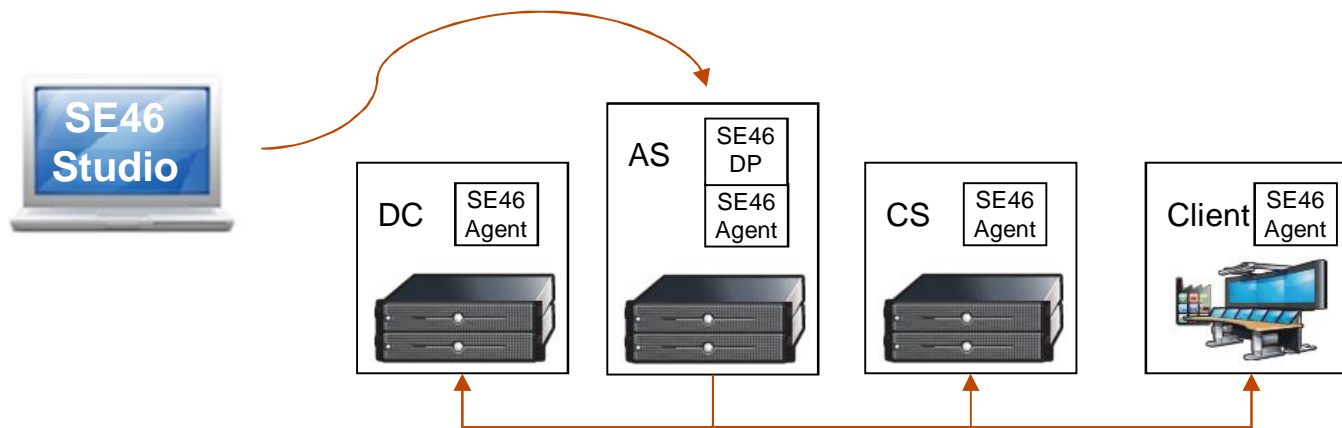 SE46
Studio
DC
SE46
Agent
AS
SE46
DP
SE46
Agent
CS
SE46
Agent
Client
SE46
Agent